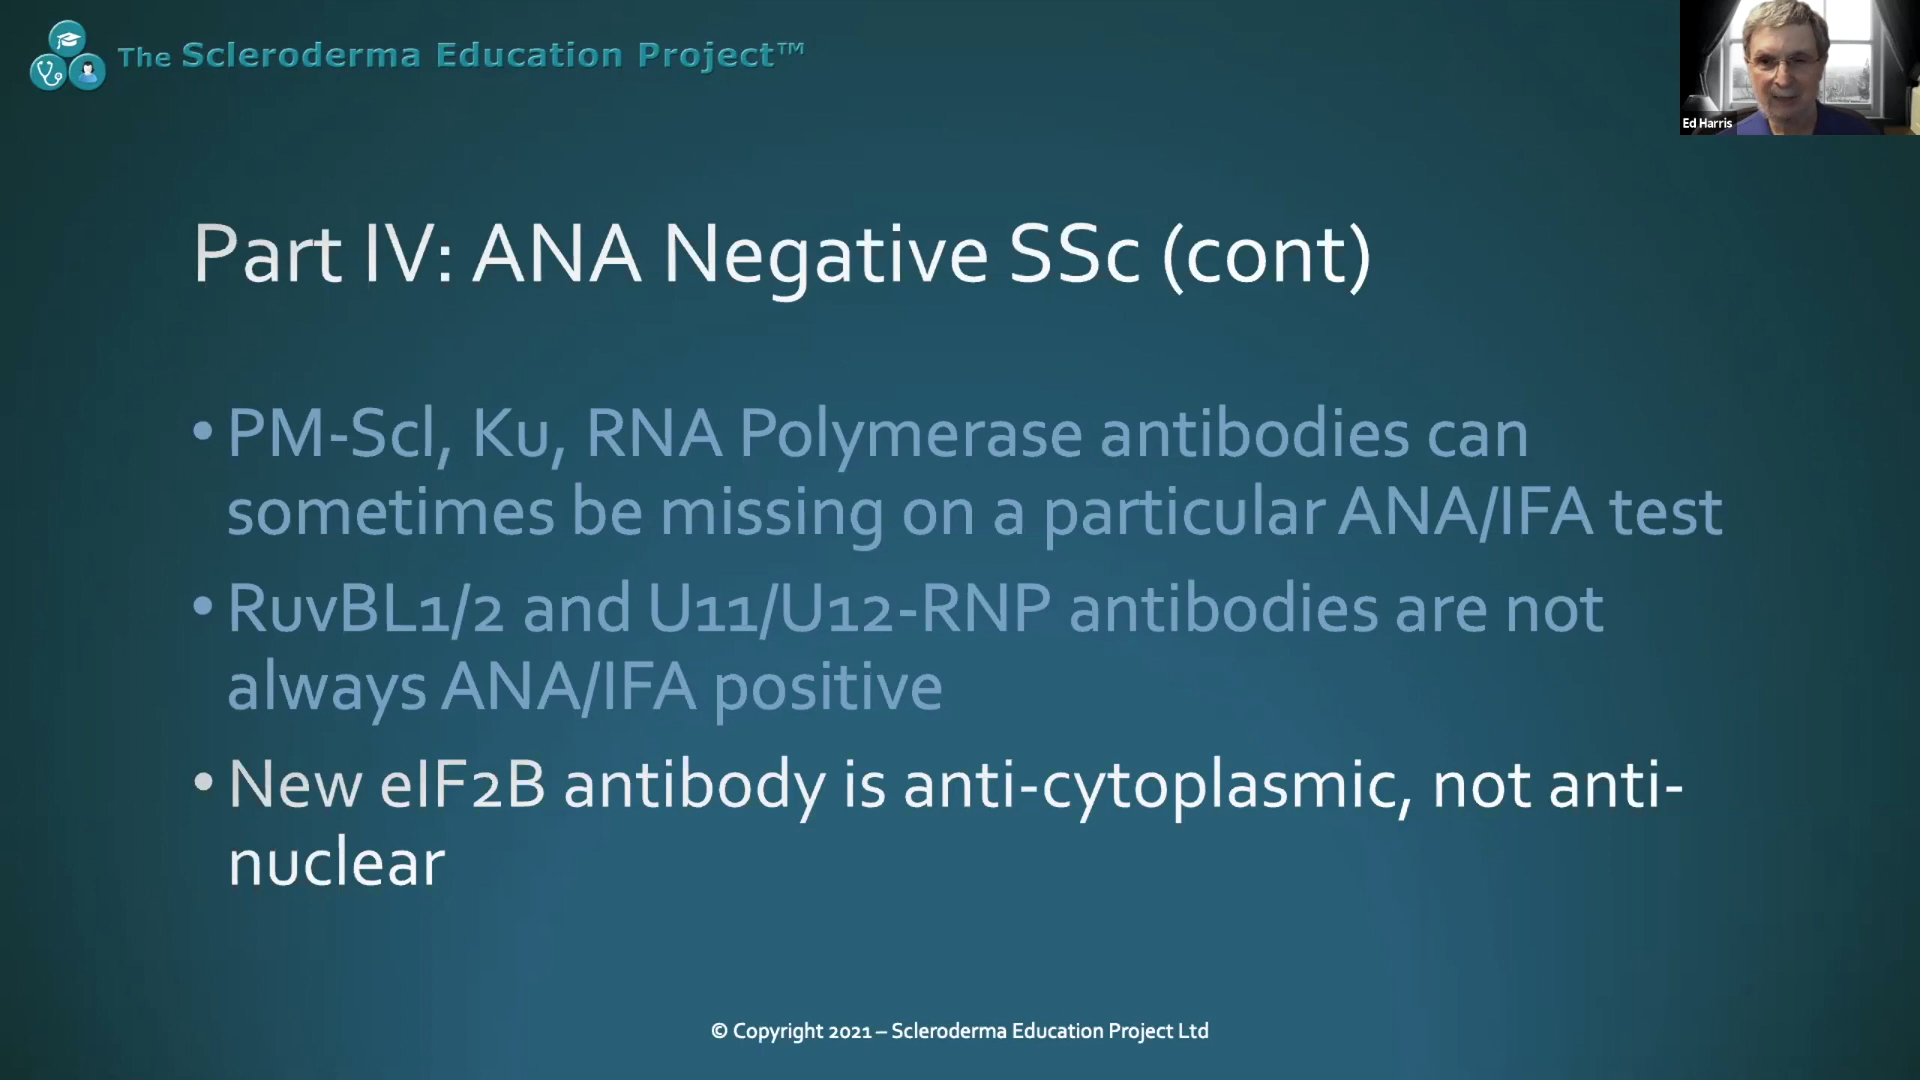 The Scleroderma Education Project™
Ed Harris
Part IV: ANA Negative SSc (cont)
• PM-Scl, Ku, RNA Polymerase antibodies can
sometimes be missing on a particular ANA/IFA test
• RuvBL1/2 and U11/U12-RNP antibodies are not
always ANA/IFA positive
• New eIF2B antibody is anti-cytoplasmic, not anti-
nuclear
© Copyright 2021 – Scleroderma Education Project Ltd